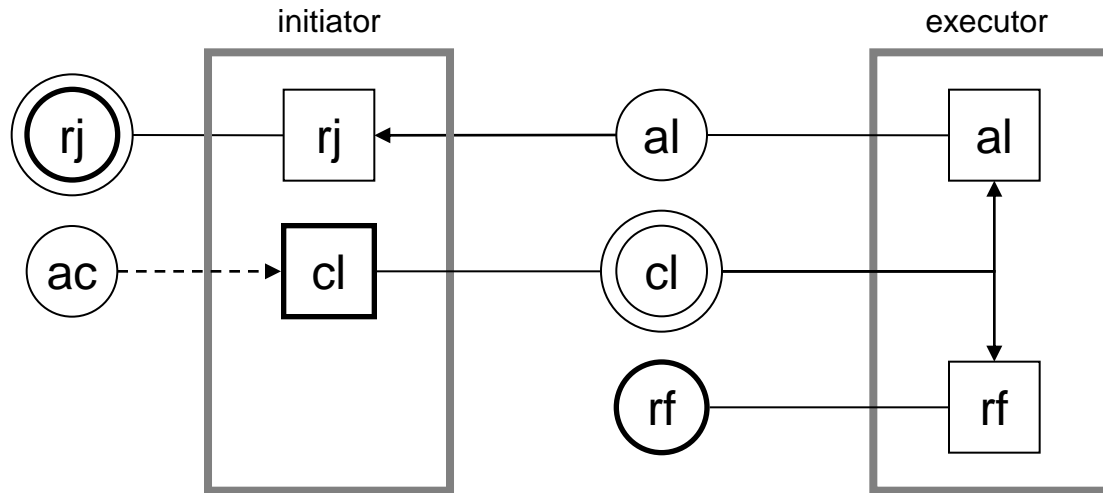 initiator
executor
rj
rj
al
al
ac
cl
cl
rf
rf